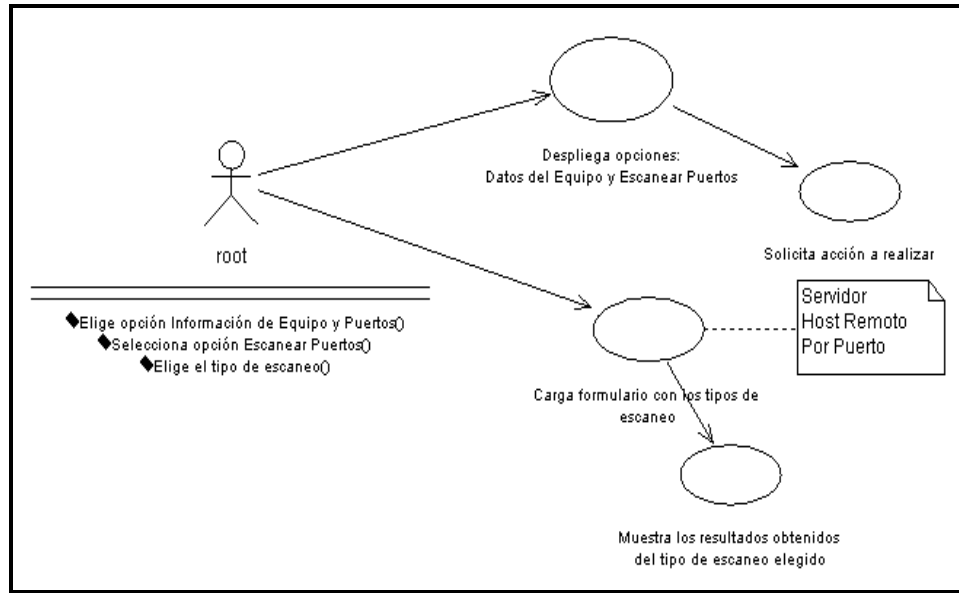 Despliega opciones:
Datos del Equipo y Escanear Puertos
root
Solicita acción a realizar
Servidor
Host Remoto
Por Puerto
Elige opción Información de Equipo y Puertos()
Selecciona opción Escanear Puertos()
Elige el tipo de escaneo()
Carga formulario con los tipos de
escaneo
Muestra los resultados obtenidos
del tipo de escaneo elegido